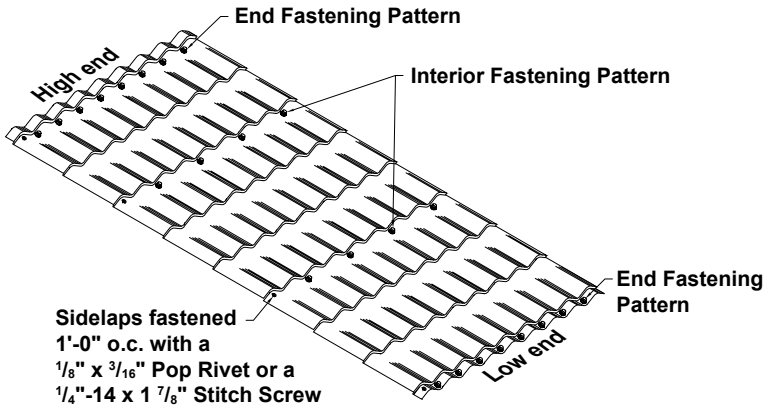 End Fastening Pattern
High end
Interior Fastening Pattern
End Fastening
Pattern
Low end
Sidelaps fastened
1'-0" o.c. with a
1/8" x 3/16" Pop Rivet or a
1/4"-14 x 1 7/8" Stitch Screw